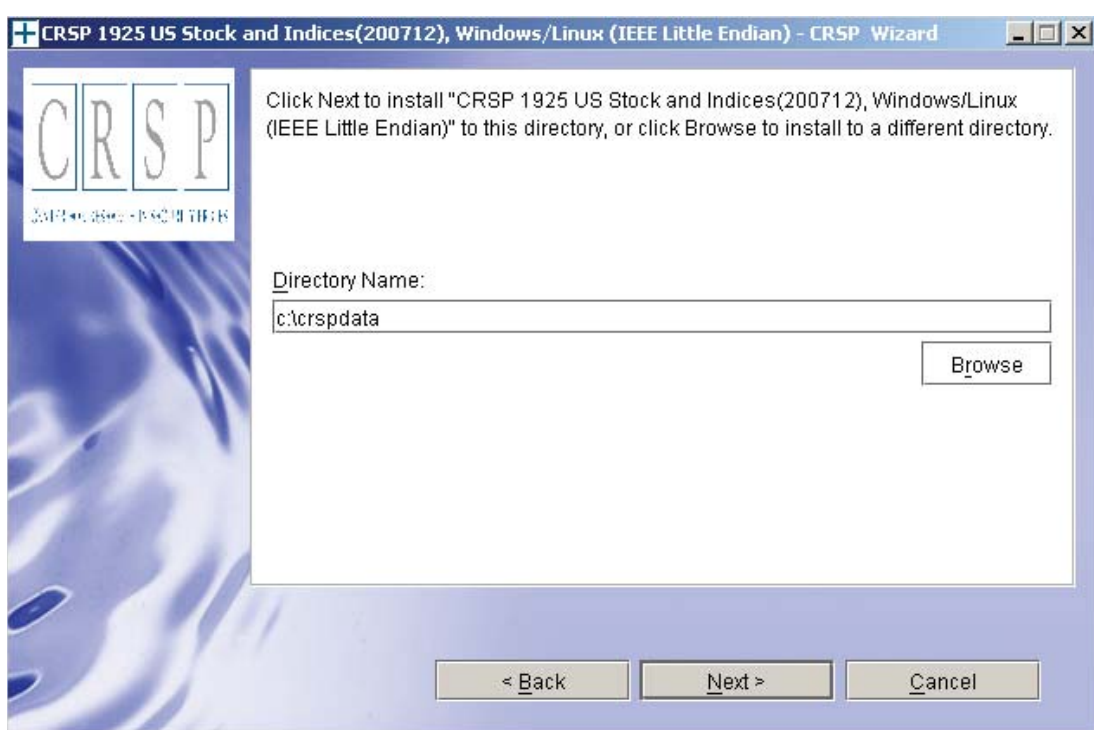 CRSP 1925 US Stock and Indices(200712), Windows/Linux (IEEE Little Endian) - CRSP Wizard
CRSP
Click Next to install "CRSP 1925 US Stock and Indices(200712), Windows/Linux
(IEEE Little Endian)" to this directory, or click Browse to install to a different directory.
Directory Name:
c:\crspdata
Browse
< Back
Next >
Cancel